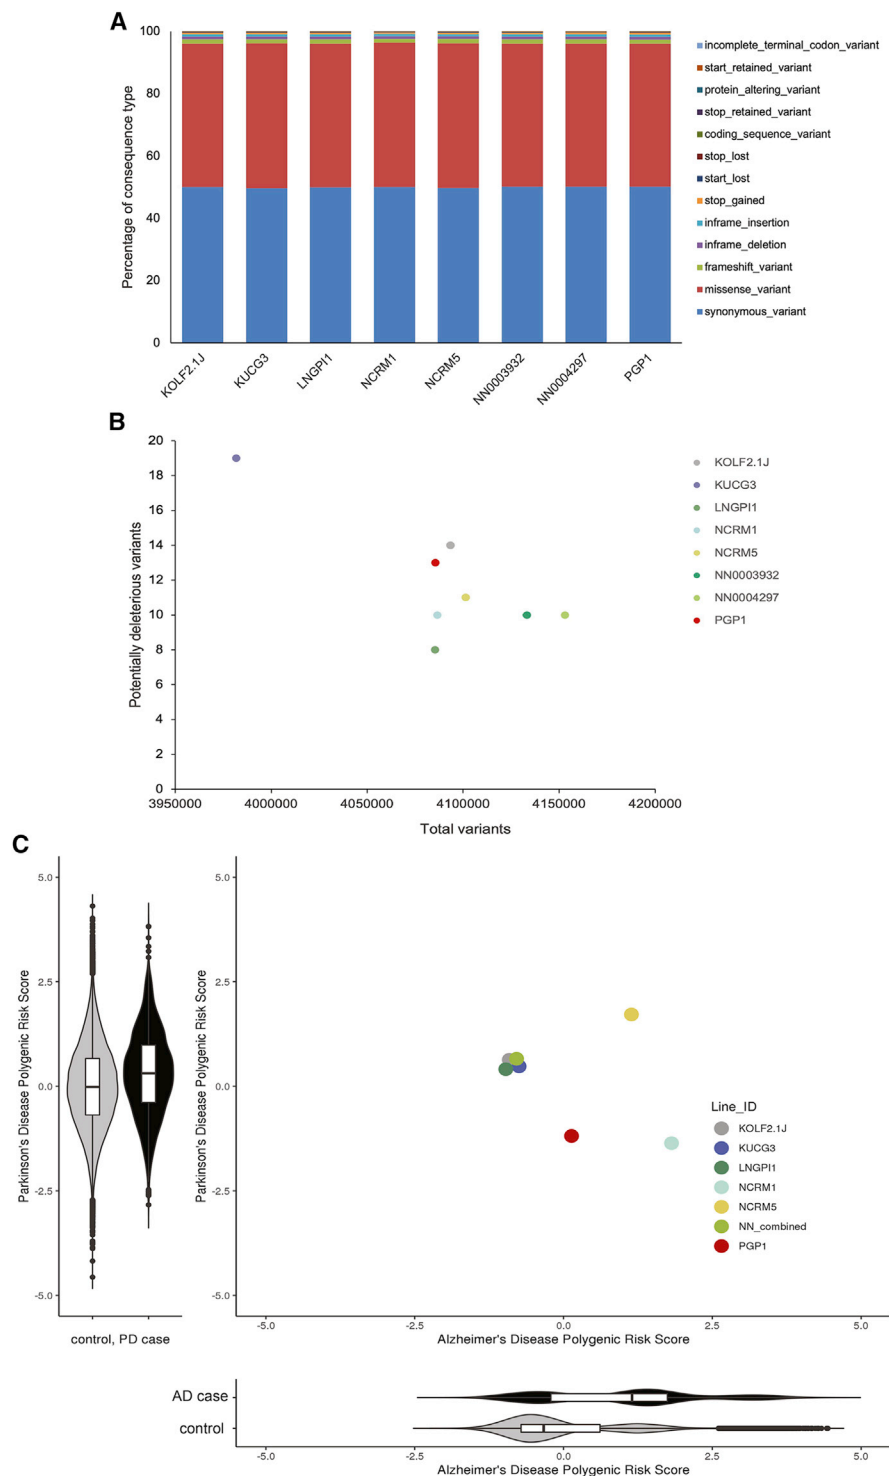 A
Percentage of consequence type
100
80
60
40
20
0
KOLF2.1J
KUCG3
LNGPI1
NCRM1
NCRM5
NN0003932
NN0004297
PGP1
incomplete_terminal_codon_variant
start_retained_variant
protein_altering_variant
stop_retained_variant
coding_sequence_variant
stop_lost
start_lost
stop_gained
inframe_insertion
inframe_deletion
frameshift_variant
missense_variant
synonymous_variant
B
Potentially deleterious variants
20
18
16
14
12
10
8
6
4
2
0
3950000
4000000
4050000
4100000
4150000
4200000
Total variants
KOLF2.1J
KUCG3
LNGPI1
NCRM1
NCRM5
NN0003932
NN0004297
PGP1
C
Parkinson's Disease Polygenic Risk Score
5.0
2.5
0.0
-2.5
-5.0
control, PD case
Parkinson's Disease Polygenic Risk Score
5.0
2.5
0.0
-2.5
-5.0
Line_ID
KOLF2.1J
KUCG3
LNGPI1
NCRM1
NCRM5
NN_combined
PGP1
-5.0
-2.5
0.0
2.5
5.0
Alzheimer's Disease Polygenic Risk Score
AD case
control
-5.0
-2.5
0.0
2.5
5.0
Alzheimer's Disease Polygenic Risk Score